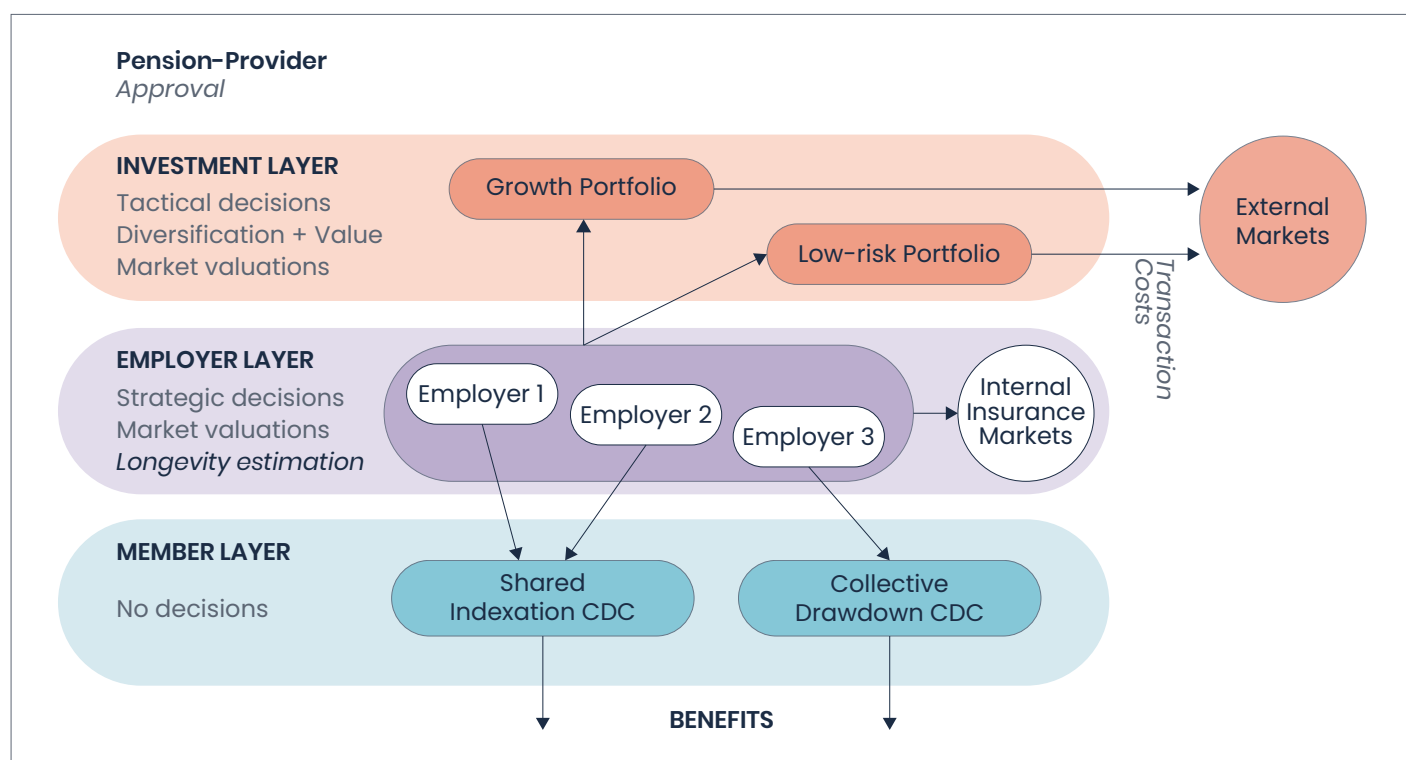 Pension-Provider
Approval
INVESTMENT LAYER
Tactical decisions
Diversification + Value
Market valuations
Growth Portfolio
Low-risk Portfolio
External
Markets
Transaction
Costs
EMPLOYER LAYER
Strategic decisions
Market valuations
Longevity estimation
Employer 1
Employer 2
Employer 3
Internal
Insurance
Markets
MEMBER LAYER
No decisions
Shared
Indexation CDC
Collective
Drawdown CDC
BENEFITS